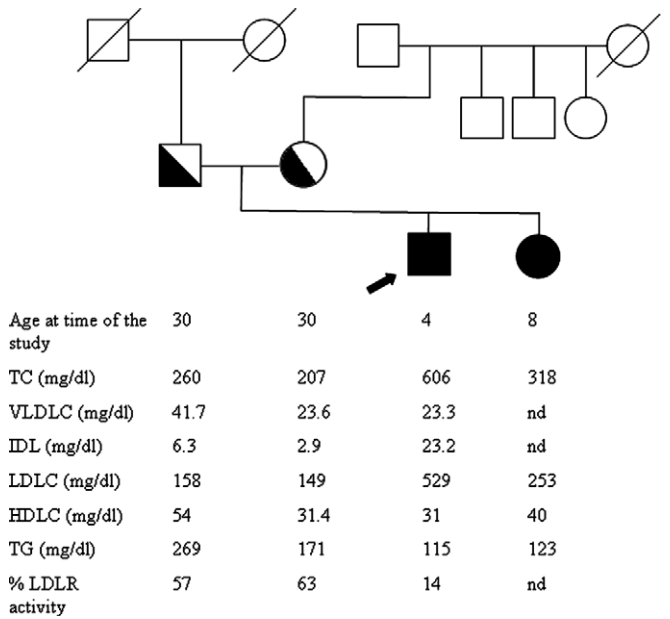 Age at time of the study 30 30 4 8
TC (mg/dl) 260 207 606 318
VLDLC (mg/dl) 41.7 23.6 23.3 nd
IDL (mg/dl) 6.3 2.9 23.2 nd
LDLC (mg/dl) 158 149 529 253
HDLC (mg/dl) 54 31.4 31 40
TG (mg/dl) 269 171 115 123
% LDLR activity 57 63 14 nd